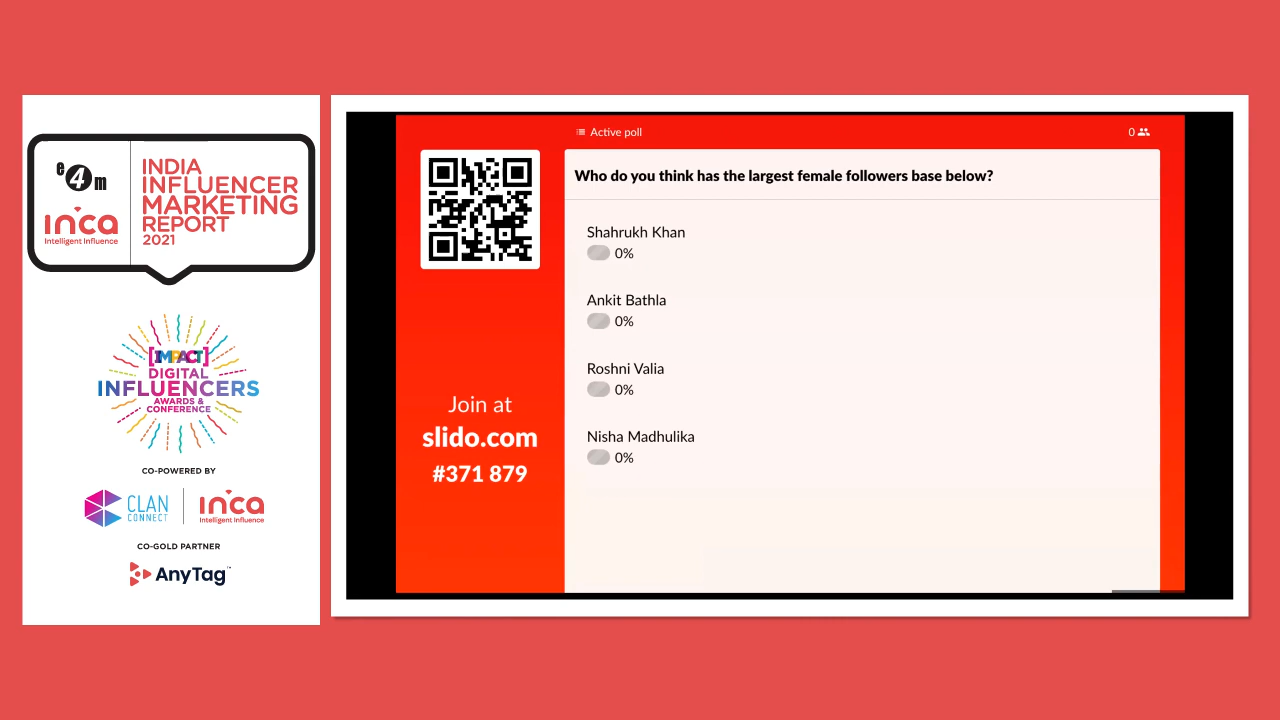 e4m
inca
Intelligent Influence
INDIA
INFLUENCER
MARKETING
REPORT
2021
[IMPACT]
DIGITAL
INFLUENCERS
AWARDS &
CONFERENCE
CO-POWERED BY
CLAN
CONNECT
inca
Intelligent Influence
CO-GOLD PARTNER
AnyTag™
Active poll
0
Who do you think has the largest female followers base below?
Shahrukh Khan
0%
Ankit Bathla
0%
Roshni Valia
0%
Nisha Madhulika
0%
Join at
slido.com
#371 879